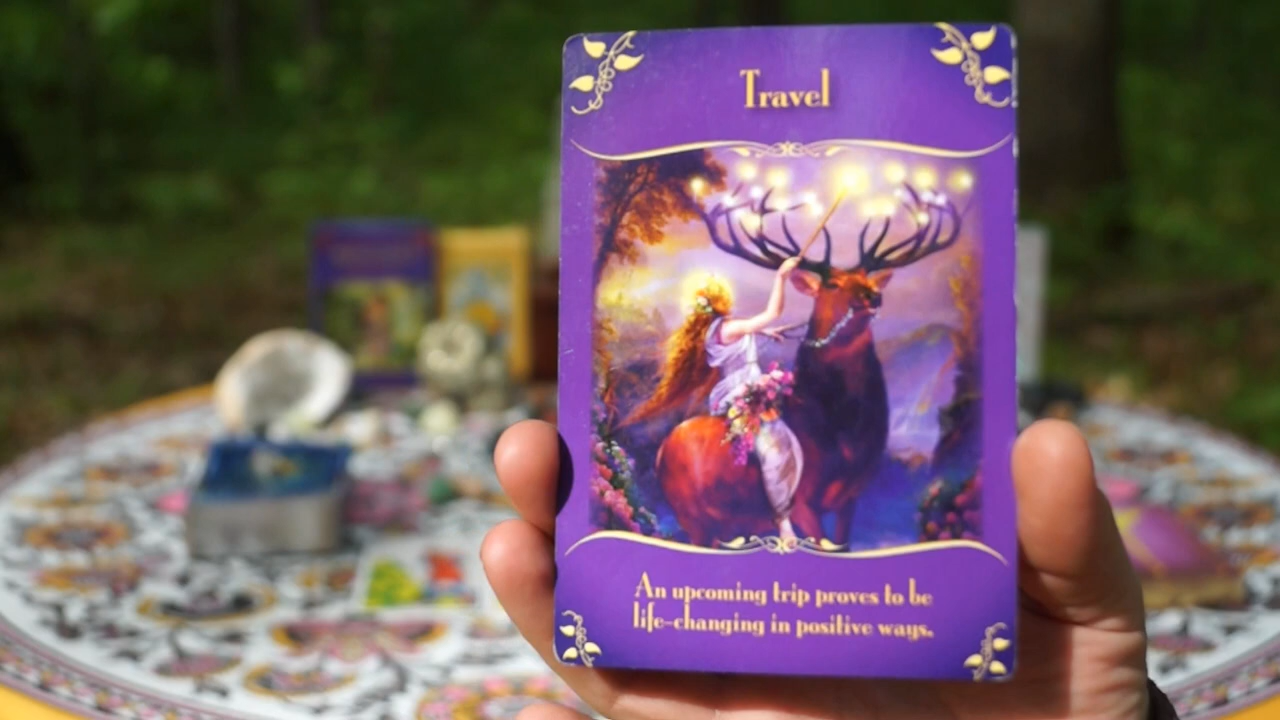 Travel
An upcoming trip proves to be
life-changing in positive ways.